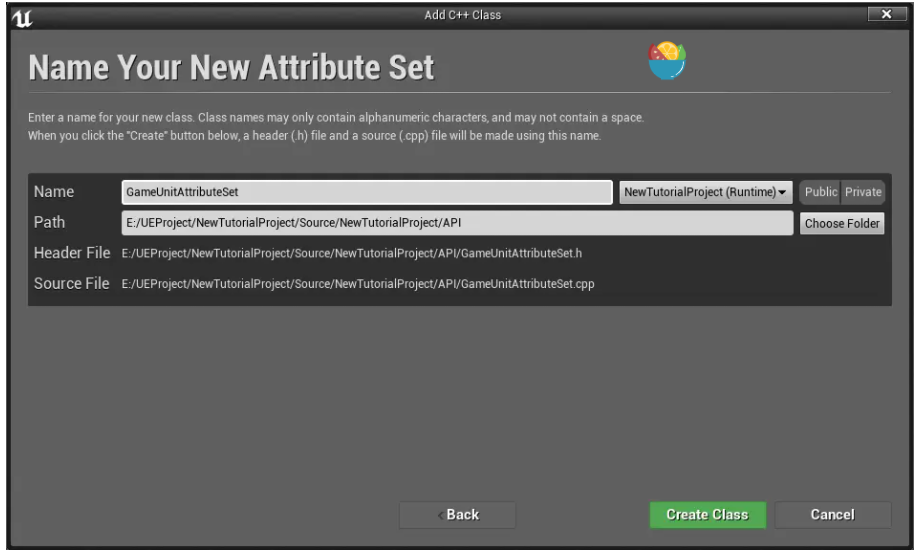 Add C++ Class
Name Your New Attribute Set
Enter a name for your new class. Class names may only contain alphanumeric characters, and may not contain a space.
When you click the "Create" button below, a header (.h) file and a source (.cpp) file will be made using this name.
Name GameUnitAttributeSet NewTutorialProject (Runtime) Public Private
Path E:/UEProject/NewTutorialProject/Source/NewTutorialProject/API Choose Folder
Header File E:/UEProject/NewTutorialProject/Source/NewTutorialProject/API/GameUnitAttributeSet.h
Source File E:/UEProject/NewTutorialProject/Source/NewTutorialProject/API/GameUnitAttributeSet.cpp
Back Create Class Cancel